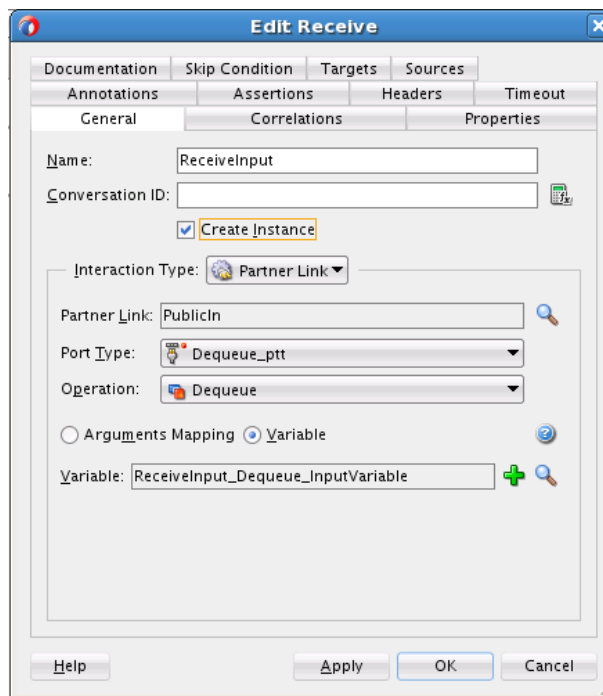 Edit Receive
Documentation Skip Condition Targets Sources
Annotations Assertions Headers Timeout
General Correlations Properties
Name: ReceiveInput
Conversation ID:
Create Instance
Interaction Type: Partner Link
Partner Link: PublicIn
Port Type: Dequeue_ptt
Operation: Dequeue
Arguments Mapping Variable
Variable: ReceiveInput_Dequeue_InputVariable
Help Apply OK Cancel